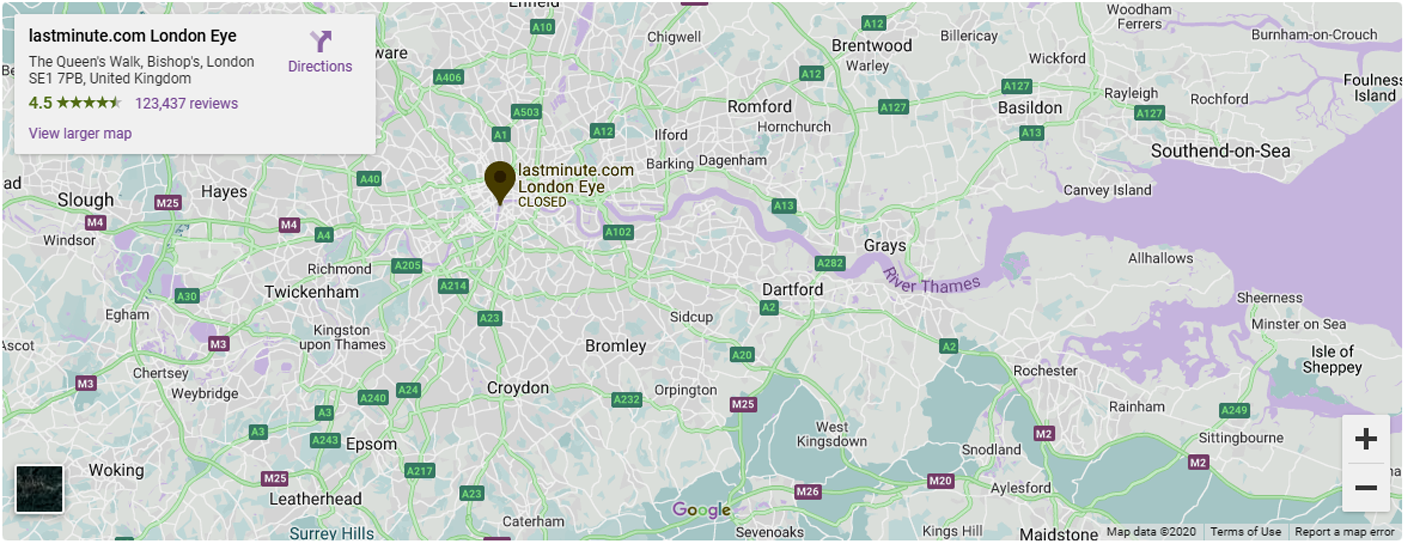 lastminute.com London Eye
Directions
The Queen's Walk, Bishop's, London
SE1 7PB, United Kingdom
4.5
123,437 reviews
View larger map
Enfield
A10
Chigwell
A12
Brentwood
Warley
Billericay
Woodham
Ferrers
Burnham-on-Crouch
ware
A406
A12
Wickford
Foulness
Island
A503
Romford
A127
A127
Basildon
Rayleigh
Rochford
A127
A1
A12
Ilford
Hornchurch
A13
Southend-on-Sea
Barking
Dagenham
lastminute.com
London Eye
CLOSED
ad
Slough
Hayes
A40
M25
M4
M4
A4
Windsor
A13
Canvey Island
A102
Grays
A282
River Thames
Allhallows
Richmond
A205
A214
Twickenham
A30
Egham
Dartford
A2
Sheerness
Minster on Sea
A23
Sidcup
Kingston
upon Thames
M3
Bromley
A20
A2
Isle of
Sheppey
Ascot
Chertsey
M3
Weybridge
Croydon
Orpington
Rochester
A240
A24
A232
M25
Rainham
A249
A3
A3
A243
Epsom
West
Kingsdown
M2
Sittingbourne
Snodland
M2
Woking
M25
A217
Leatherhead
A23
M26
M20
Aylesford
Google
Caterham
Surrey Hills
Sevenoaks
Kings Hill
Maidstone
Map data ©2020
Terms of Use
Report a map error